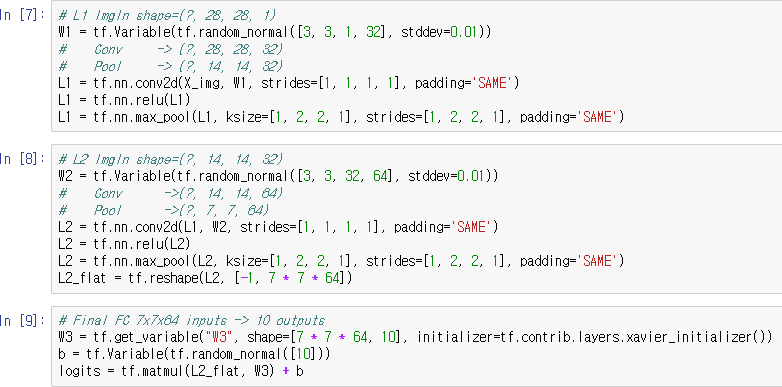 In [7]:
# L1 ImgIn shape=(?, 28, 28, 1)
W1 = tf.Variable(tf.random_normal([3, 3, 1, 32], stddev=0.01))
#    Conv     -> (?, 28, 28, 32)
#    Pool     -> (?, 14, 14, 32)
L1 = tf.nn.conv2d(X_img, W1, strides=[1, 1, 1, 1], padding='SAME')
L1 = tf.nn.relu(L1)
L1 = tf.nn.max_pool(L1, ksize=[1, 2, 2, 1], strides=[1, 2, 2, 1], padding='SAME')
In [8]:
# L2 ImgIn shape=(?, 14, 14, 32)
W2 = tf.Variable(tf.random_normal([3, 3, 32, 64], stddev=0.01))
#    Conv      ->(?, 14, 14, 64)
#    Pool      ->(?, 7, 7, 64)
L2 = tf.nn.conv2d(L1, W2, strides=[1, 1, 1, 1], padding='SAME')
L2 = tf.nn.relu(L2)
L2 = tf.nn.max_pool(L2, ksize=[1, 2, 2, 1], strides=[1, 2, 2, 1], padding='SAME')
L2_flat = tf.reshape(L2, [-1, 7 * 7 * 64])
In [9]:
# Final FC 7x7x64 inputs -> 10 outputs
W3 = tf.get_variable("W3", shape=[7 * 7 * 64, 10], initializer=tf.contrib.layers.xavier_initializer())
b = tf.Variable(tf.random_normal([10]))
logits = tf.matmul(L2_flat, W3) + b